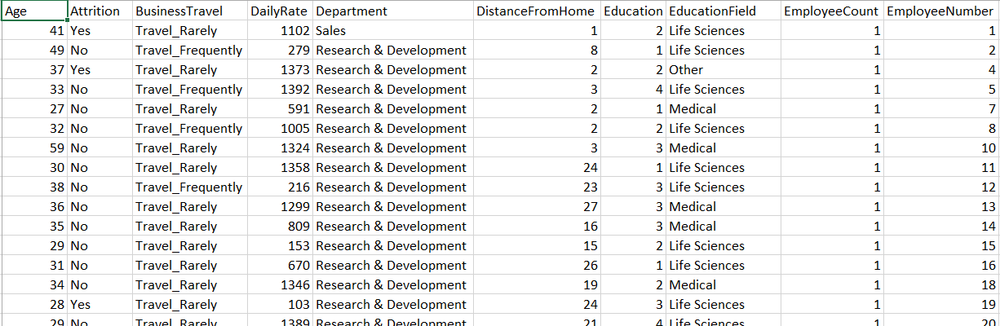 Age Attrition BusinessTravel DailyRate Department DistanceFromHome Education EducationField EmployeeCount EmployeeNumber
41 Yes Travel_Rarely 1102 Sales 1 2 Life Sciences 1 1
49 No Travel_Frequently 279 Research & Development 8 1 Life Sciences 1 2
37 Yes Travel_Rarely 1373 Research & Development 2 2 Other 1 4
33 No Travel_Frequently 1392 Research & Development 3 4 Life Sciences 1 5
27 No Travel_Rarely 591 Research & Development 2 1 Medical 1 7
32 No Travel_Frequently 1005 Research & Development 2 2 Life Sciences 1 8
59 No Travel_Rarely 1324 Research & Development 3 3 Medical 1 10
30 No Travel_Rarely 1358 Research & Development 24 1 Life Sciences 1 11
38 No Travel_Frequently 216 Research & Development 23 3 Life Sciences 1 12
36 No Travel_Rarely 1299 Research & Development 27 3 Medical 1 13
35 No Travel_Rarely 809 Research & Development 16 3 Medical 1 14
29 No Travel_Rarely 153 Research & Development 15 2 Life Sciences 1 15
31 No Travel_Rarely 670 Research & Development 26 1 Life Sciences 1 16
34 No Travel_Rarely 1346 Research & Development 19 2 Medical 1 18
28 Yes Travel_Rarely 103 Research & Development 24 3 Life Sciences 1 19
29 No Travel_Rarely 1389 Research & Development 21 4 Life Sciences 1 20